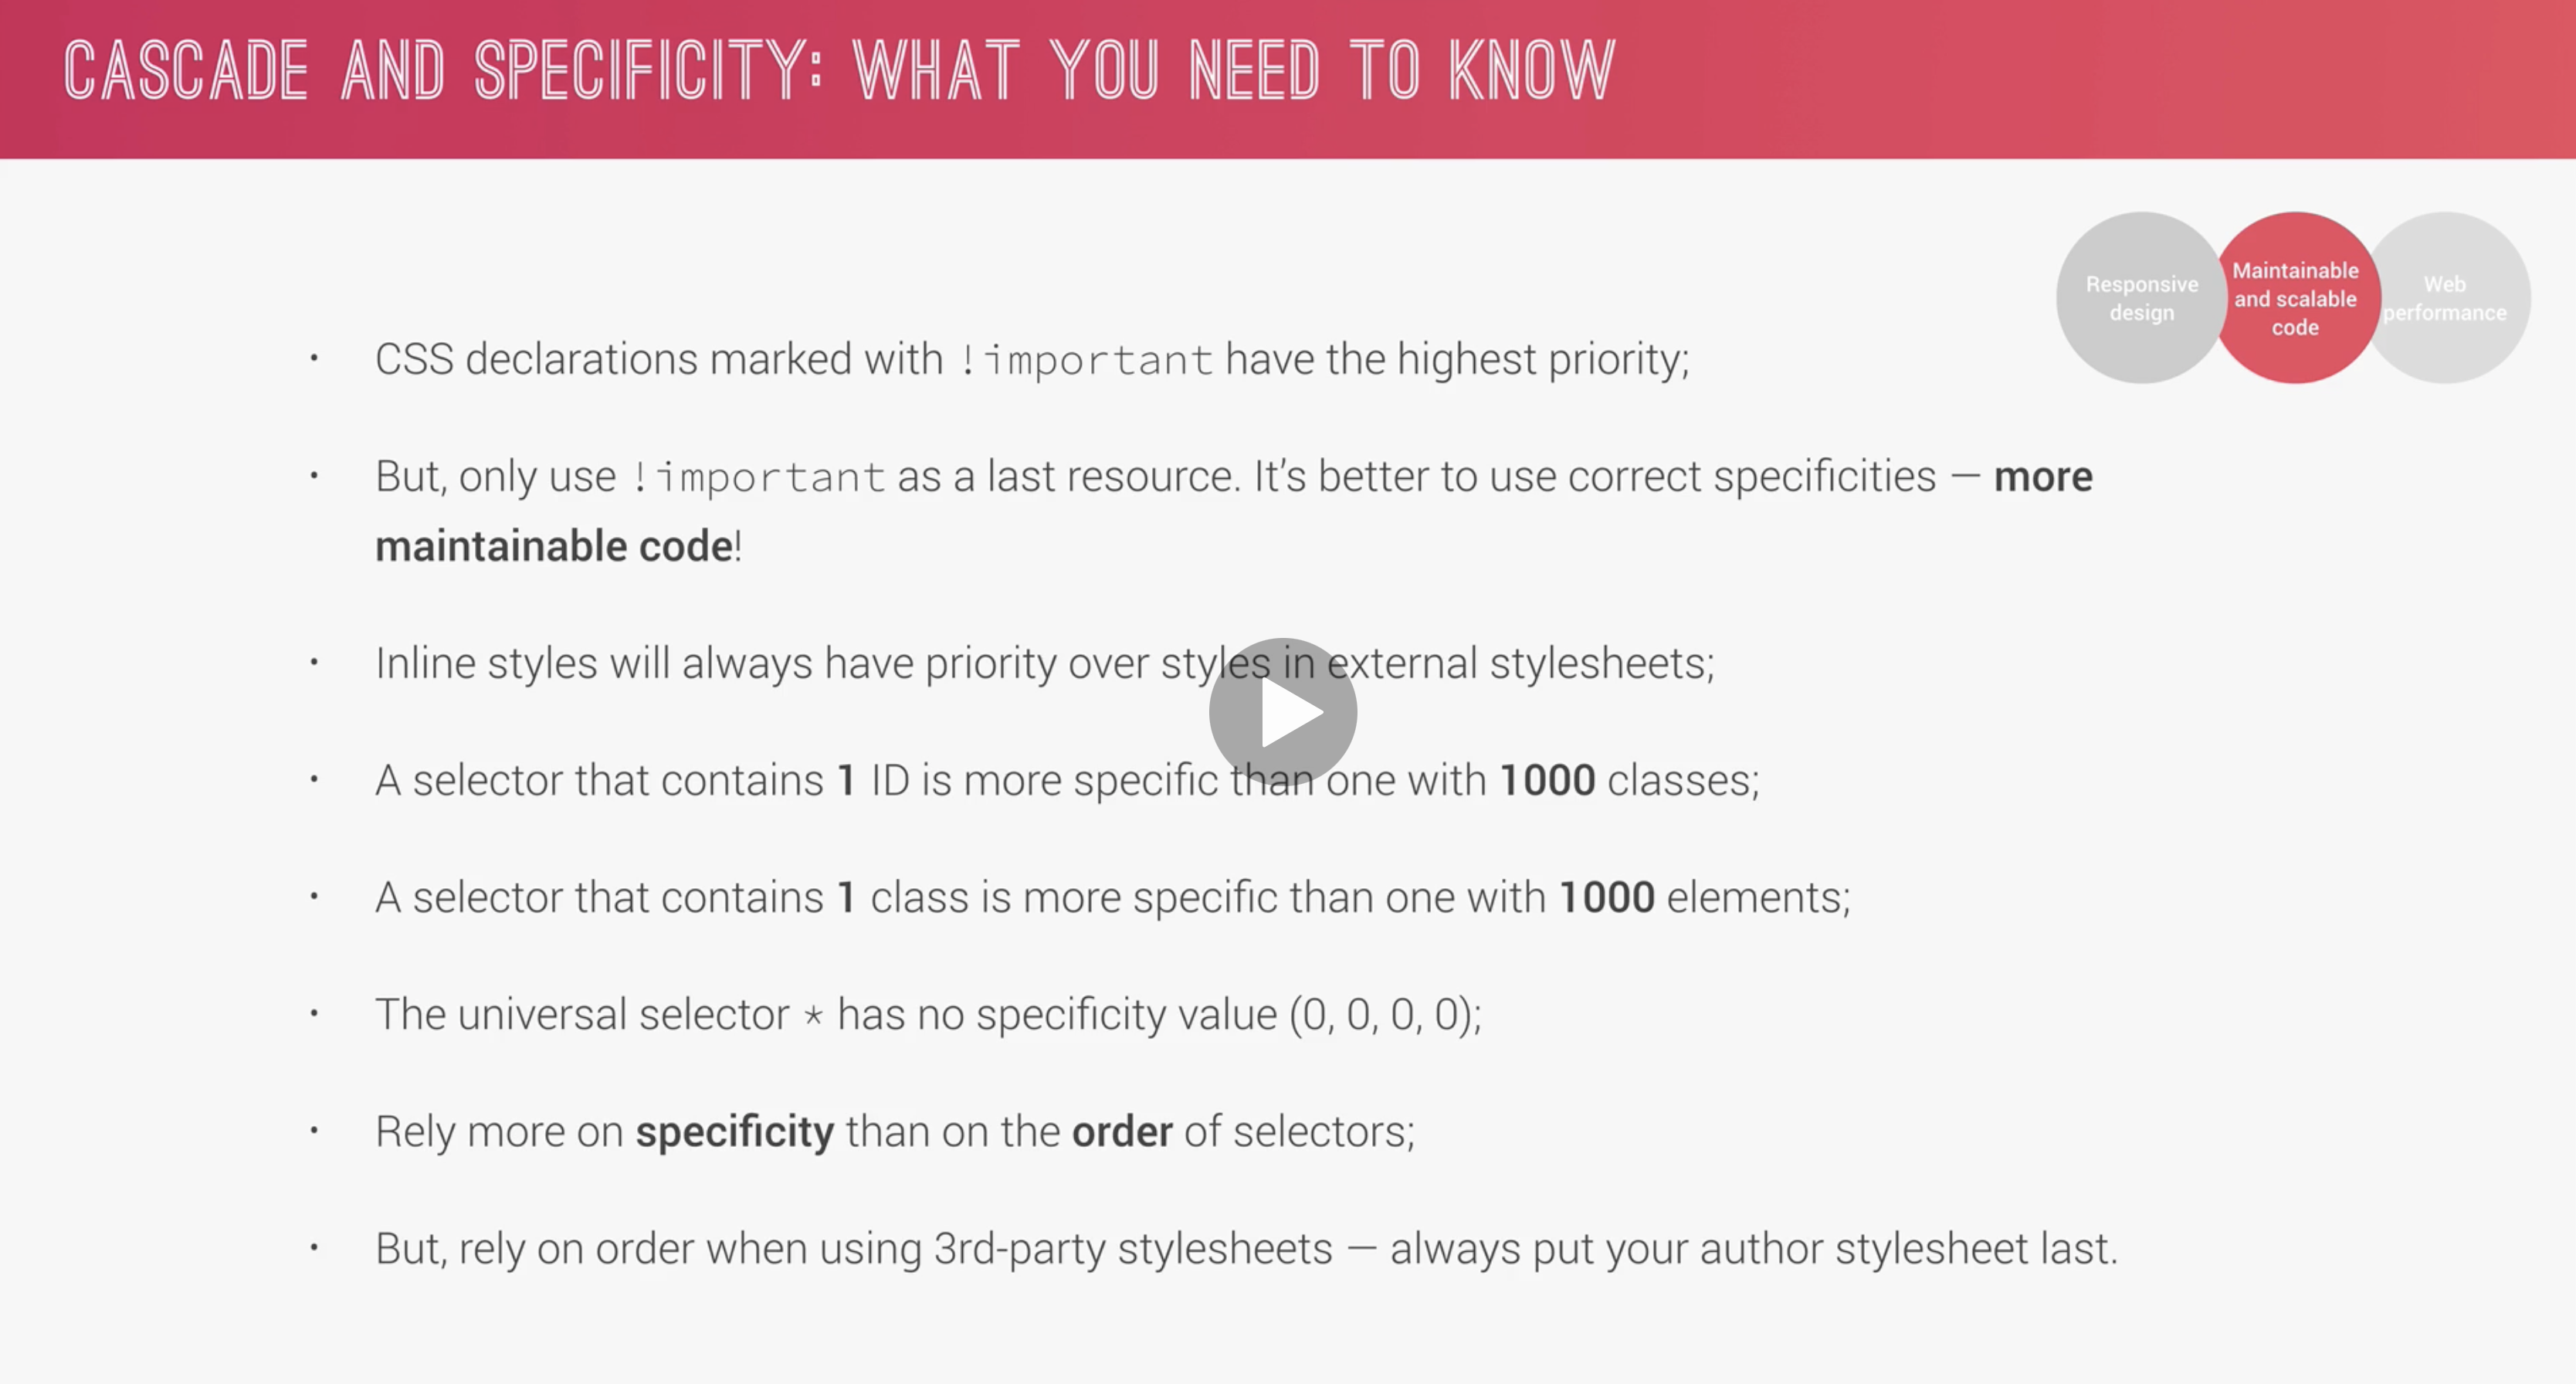 CASCADE AND SPECIFICITY: WHAT YOU NEED TO KNOW
Responsive
design
Maintainable
and scalable
code
Web
performance
• CSS declarations marked with !important have the highest priority;
• But, only use !important as a last resource. It’s better to use correct specificities — more
maintainable code!
• Inline styles will always have priority over styles in external stylesheets;
• A selector that contains 1 ID is more specific than one with 1000 classes;
• A selector that contains 1 class is more specific than one with 1000 elements;
• The universal selector * has no specificity value (0, 0, 0, 0);
• Rely more on specificity than on the order of selectors;
• But, rely on order when using 3rd-party stylesheets — always put your author stylesheet last.